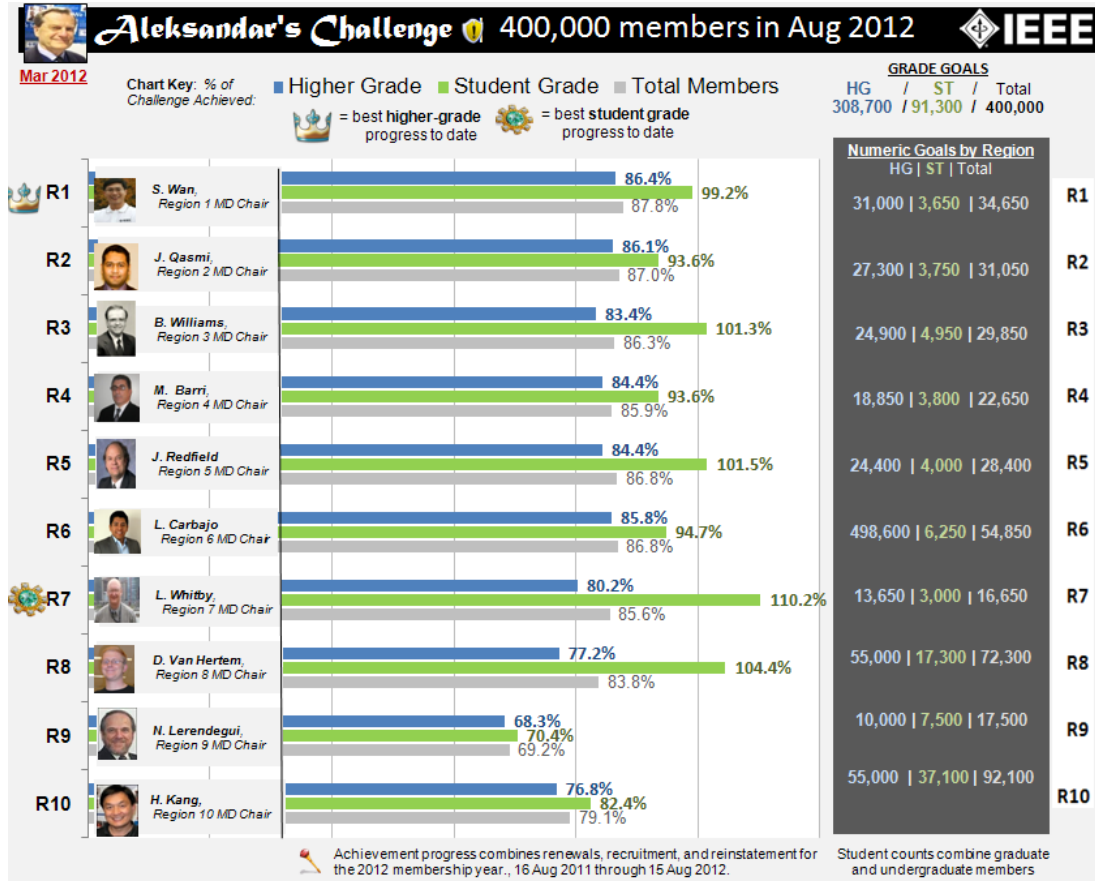 Aleksandar's Challenge 400,000 members in Aug 2012 IEEE
Mar 2012
Chart Key: % of
Challenge Achieved:
Higher Grade Student Grade Total Members
= best higher-grade
progress to date
= best student grade
progress to date
GRADE GOALS
HG / ST / Total
308,700 / 91,300 / 400,000
Numeric Goals by Region
HG | ST | Total
R1
S. Wan,
Region 1 MD Chair
86.4%
99.2%
87.8%
31,000 | 3,650 | 34,650
R1
R2
J. Qasmi,
Region 2 MD Chair
86.1%
93.6%
87.0%
27,300 | 3,750 | 31,050
R2
R3
B. Williams,
Region 3 MD Chair
83.4%
101.3%
86.3%
24,900 | 4,950 | 29,850
R3
R4
M. Barri,
Region 4 MD Chair
84.4%
93.6%
85.9%
18,850 | 3,800 | 22,650
R4
R5
J. Redfield
Region 5 MD Chair
84.4%
101.5%
86.8%
24,400 | 4,000 | 28,400
R5
R6
L. Carbajo
Region 6 MD Chair
85.8%
94.7%
86.8%
498,600 | 6,250 | 54,850
R6
R7
L. Whitby,
Region 7 MD Chair
80.2%
110.2%
85.6%
13,650 | 3,000 | 16,650
R7
R8
D. Van Hertem,
Region 8 MD Chair
77.2%
104.4%
83.8%
55,000 | 17,300 | 72,300
R8
R9
N. Lerendegui,
Region 9 MD Chair
68.3%
70.4%
69.2%
10,000 | 7,500 | 17,500
R9
R10
H. Kang,
Region 10 MD Chair
76.8%
82.4%
79.1%
55,000 | 37,100 | 92,100
R10
Achievement progress combines renewals, recruitment, and reinstatement for
the 2012 membership year., 16 Aug 2011 through 15 Aug 2012.
Student counts combine graduate
and undergraduate members